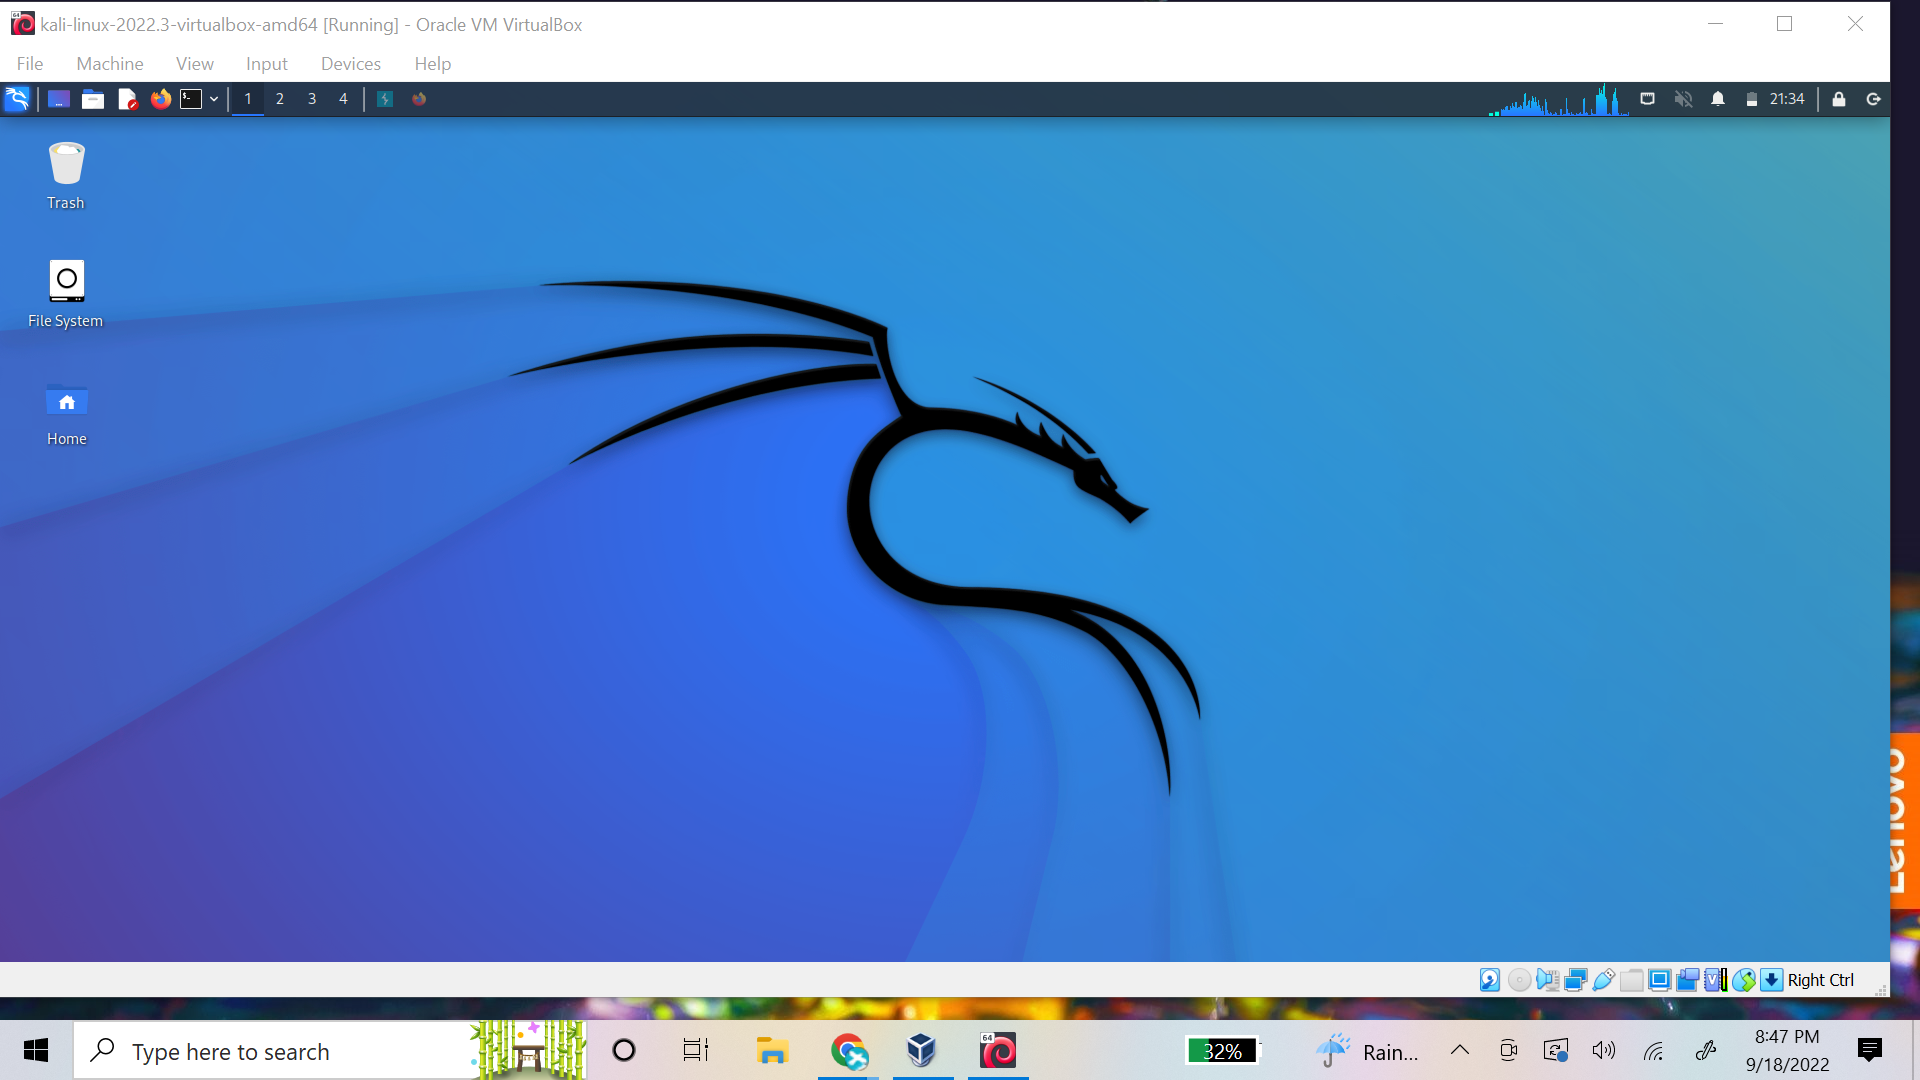 kali-linux-2022.3-virtualbox-amd64 [Running] - Oracle VM VirtualBox
File Machine View Input Devices Help
1 2 3 4 21:34
Trash
File System
Home
Lenovo
Right Ctrl
Type here to search
32%
Rain...
8:47 PM
9/18/2022